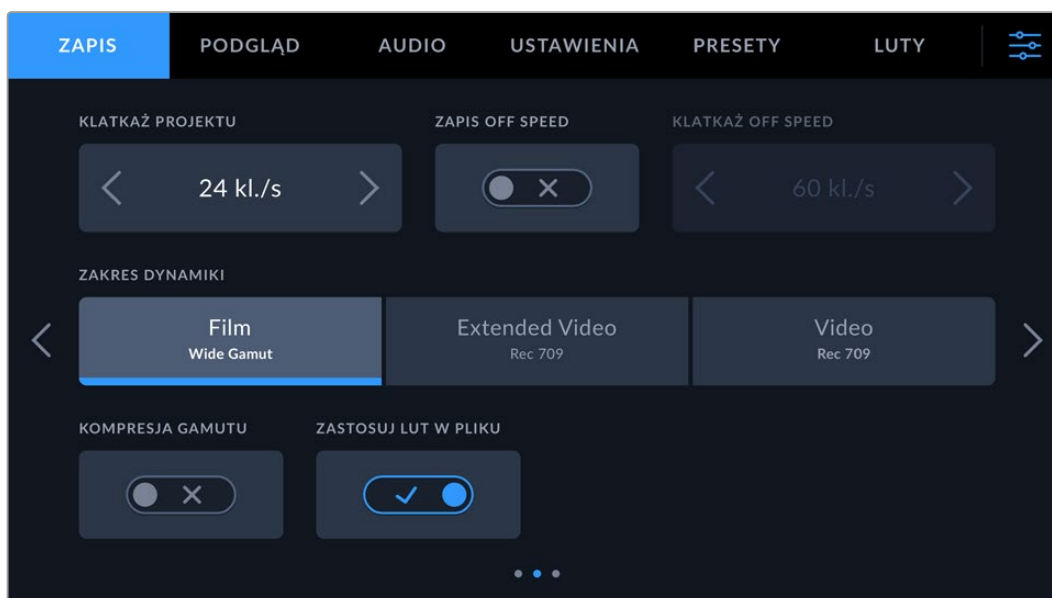 ZAPIS PODGLĄD AUDIO USTAWIENIA PRESETY LUTY
KLATKAŻ PROJEKTU ZAPIS OFF SPEED KLATKAŻ OFF SPEED
24 kl./s 60 kl./s
ZAKRES DYNAMIKI
Film Extended Video Video
Wide Gamut Rec 709 Rec 709
KOMPRESJA GAMUTU ZASTOSUJ LUT W PLIKU